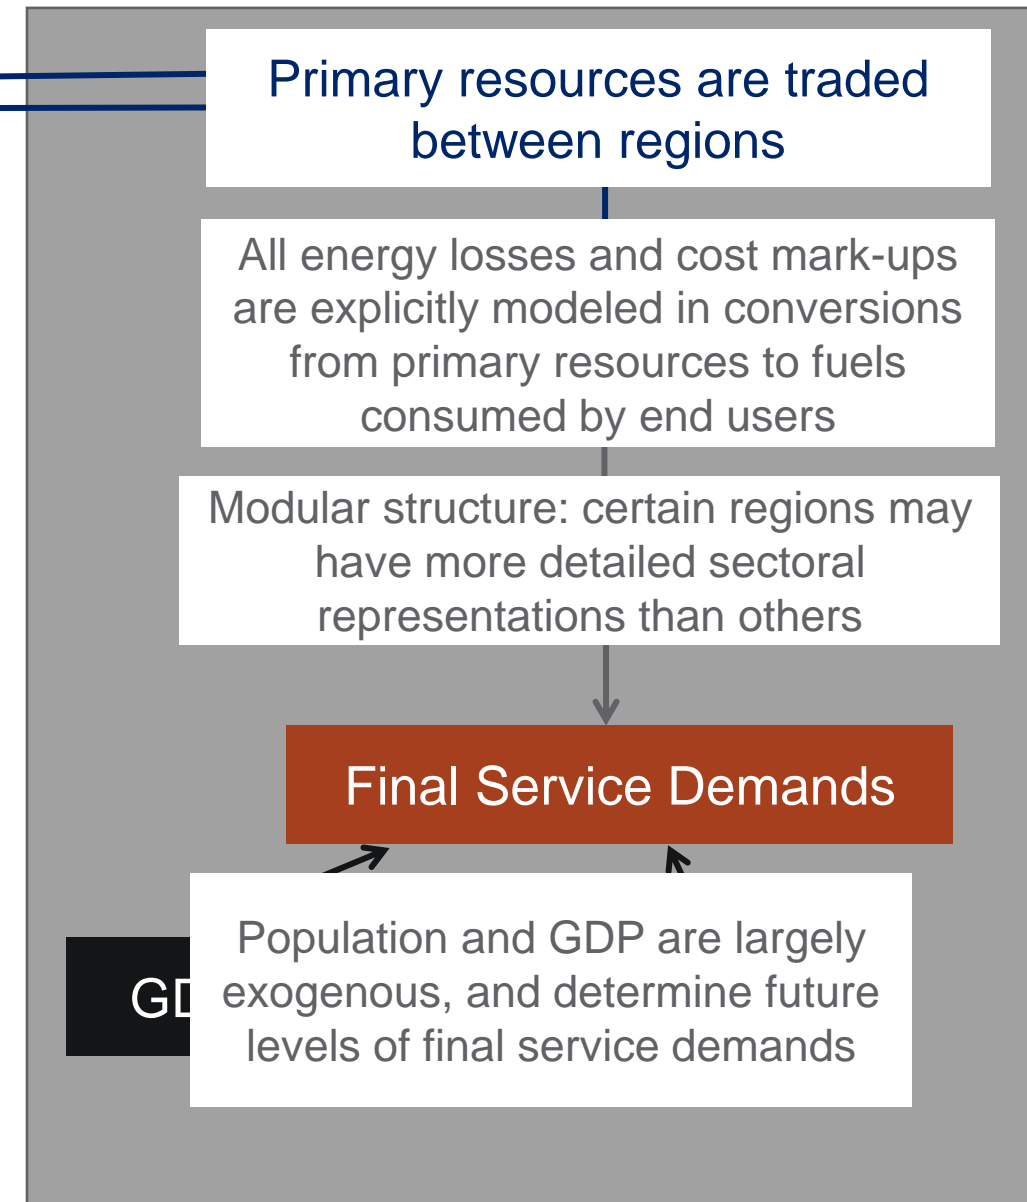 Primary resources are traded
between regions
All energy losses and cost mark-ups
are explicitly modeled in conversions
from primary resources to fuels
consumed by end users
Modular structure: certain regions may
have more detailed sectoral
representations than others
Final Service Demands
Population and GDP are largely
exogenous, and determine future
levels of final service demands